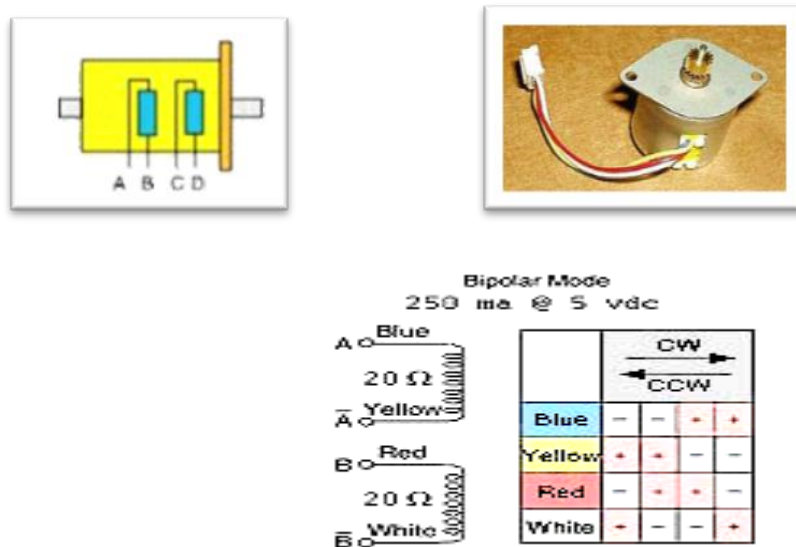 A B C D
Bipolar Mode
250 ma @ 5 vdc
A Blue
20 Ω
A̅ Yellow
B Red
20 Ω
B̅ White
CW
CCW
Blue - - + +
Yellow + + - -
Red - + + -
White + - - +